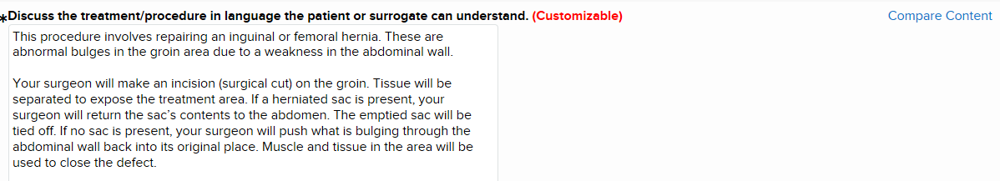 *Discuss the treatment/procedure in language the patient or surrogate can understand. (Customizable) Compare Content
This procedure involves repairing an inguinal or femoral hernia. These are
abnormal bulges in the groin area due to a weakness in the abdominal wall.
Your surgeon will make an incision (surgical cut) on the groin. Tissue will be
separated to expose the treatment area. If a herniated sac is present, your
surgeon will return the sac’s contents to the abdomen. The emptied sac will be
tied off. If no sac is present, your surgeon will push what is bulging through the
abdominal wall back into its original place. Muscle and tissue in the area will be
used to close the defect.